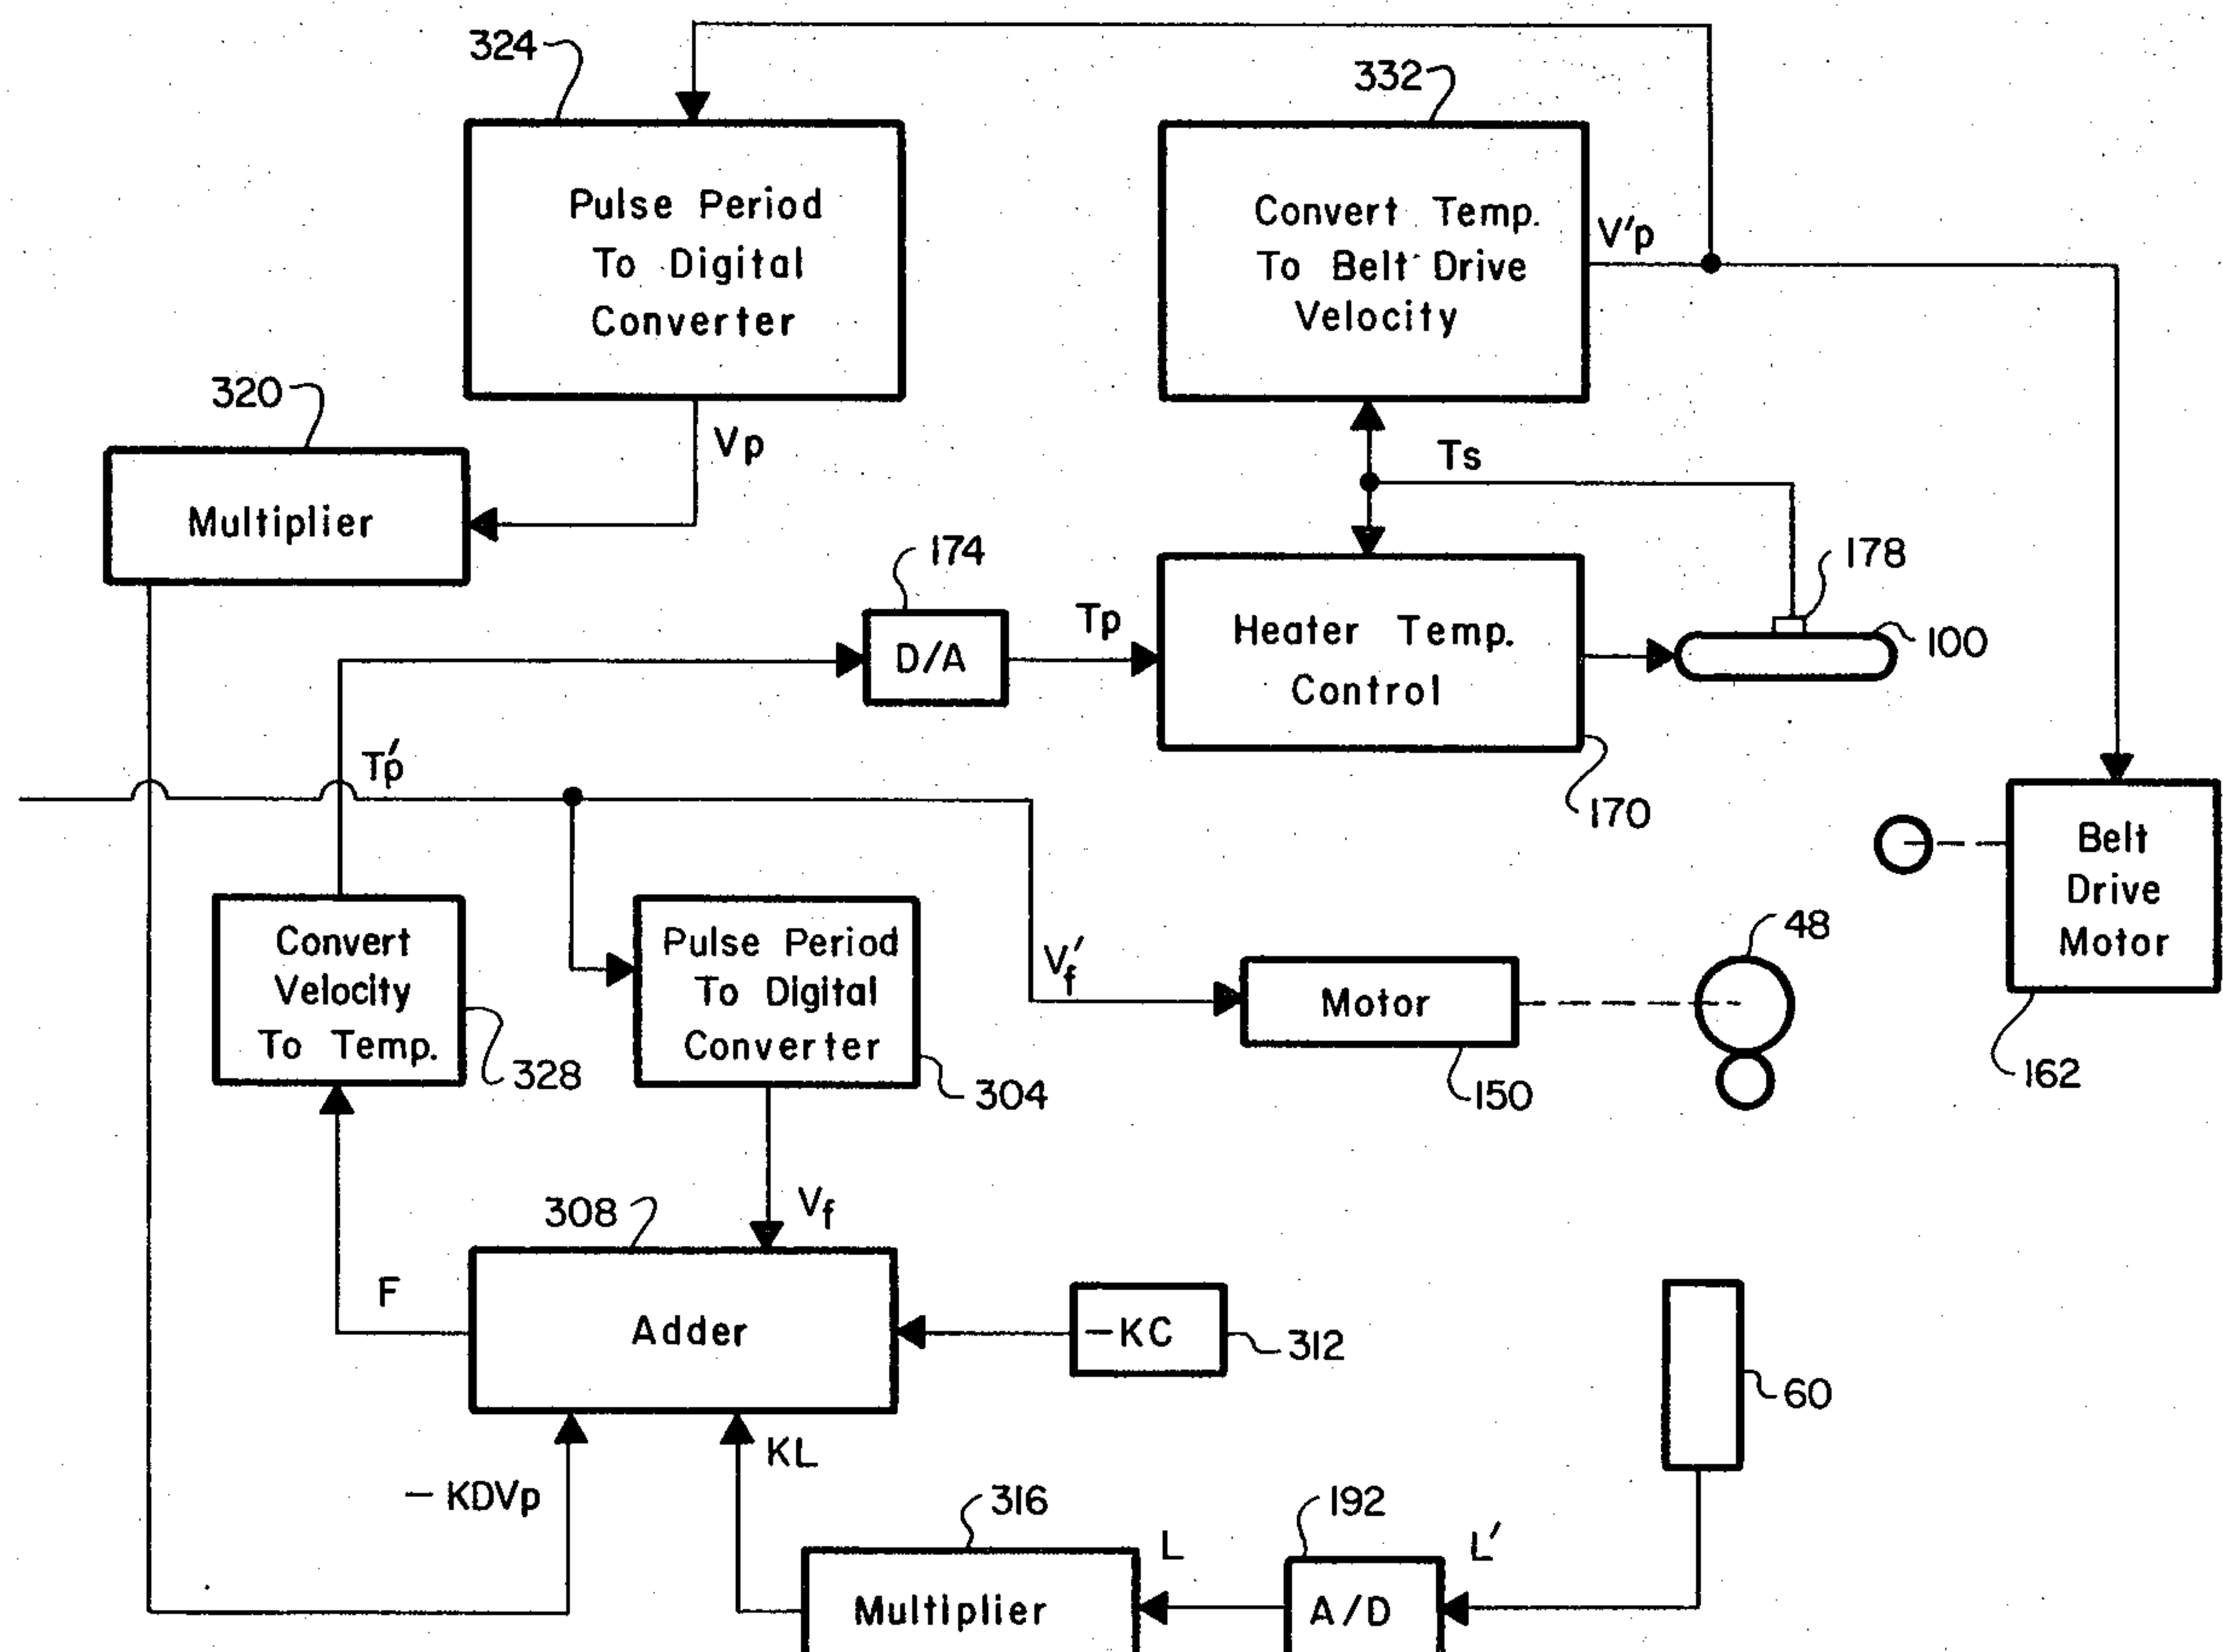 324
332
Pulse Period
To Digital
Converter
Convert Temp.
To Belt Drive
Velocity
V'p
320
Vp
Ts
Multiplier
174
178
D/A
Tp
Heater Temp.
Control
100
T'p
170
Belt
Drive
Motor
Convert
Velocity
To Temp.
328
Pulse Period
To Digital
Converter
304
V'f
Motor
150
48
162
308
Vf
F
Adder
−KC
312
60
− KDVp
KL
316
192
L
L'
Multiplier
A/D